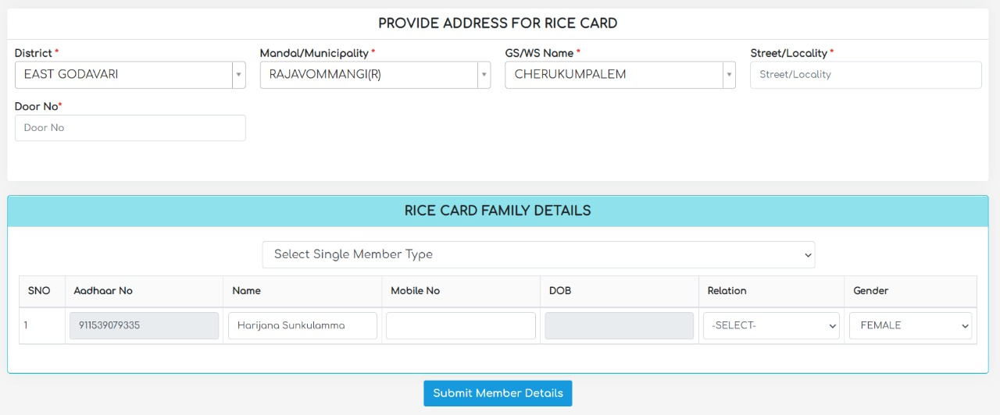 PROVIDE ADDRESS FOR RICE CARD
District * Mandal/Municipality * GS/WS Name * Street/Locality *
EAST GODAVARI RAJAVOMMANGI(R) CHERUKUMPALEM Street/Locality
Door No*
Door No
RICE CARD FAMILY DETAILS
Select Single Member Type
SNO Aadhaar No Name Mobile No DOB Relation Gender
1 911539079335 Harijana Sunkulamma -SELECT- FEMALE
Submit Member Details